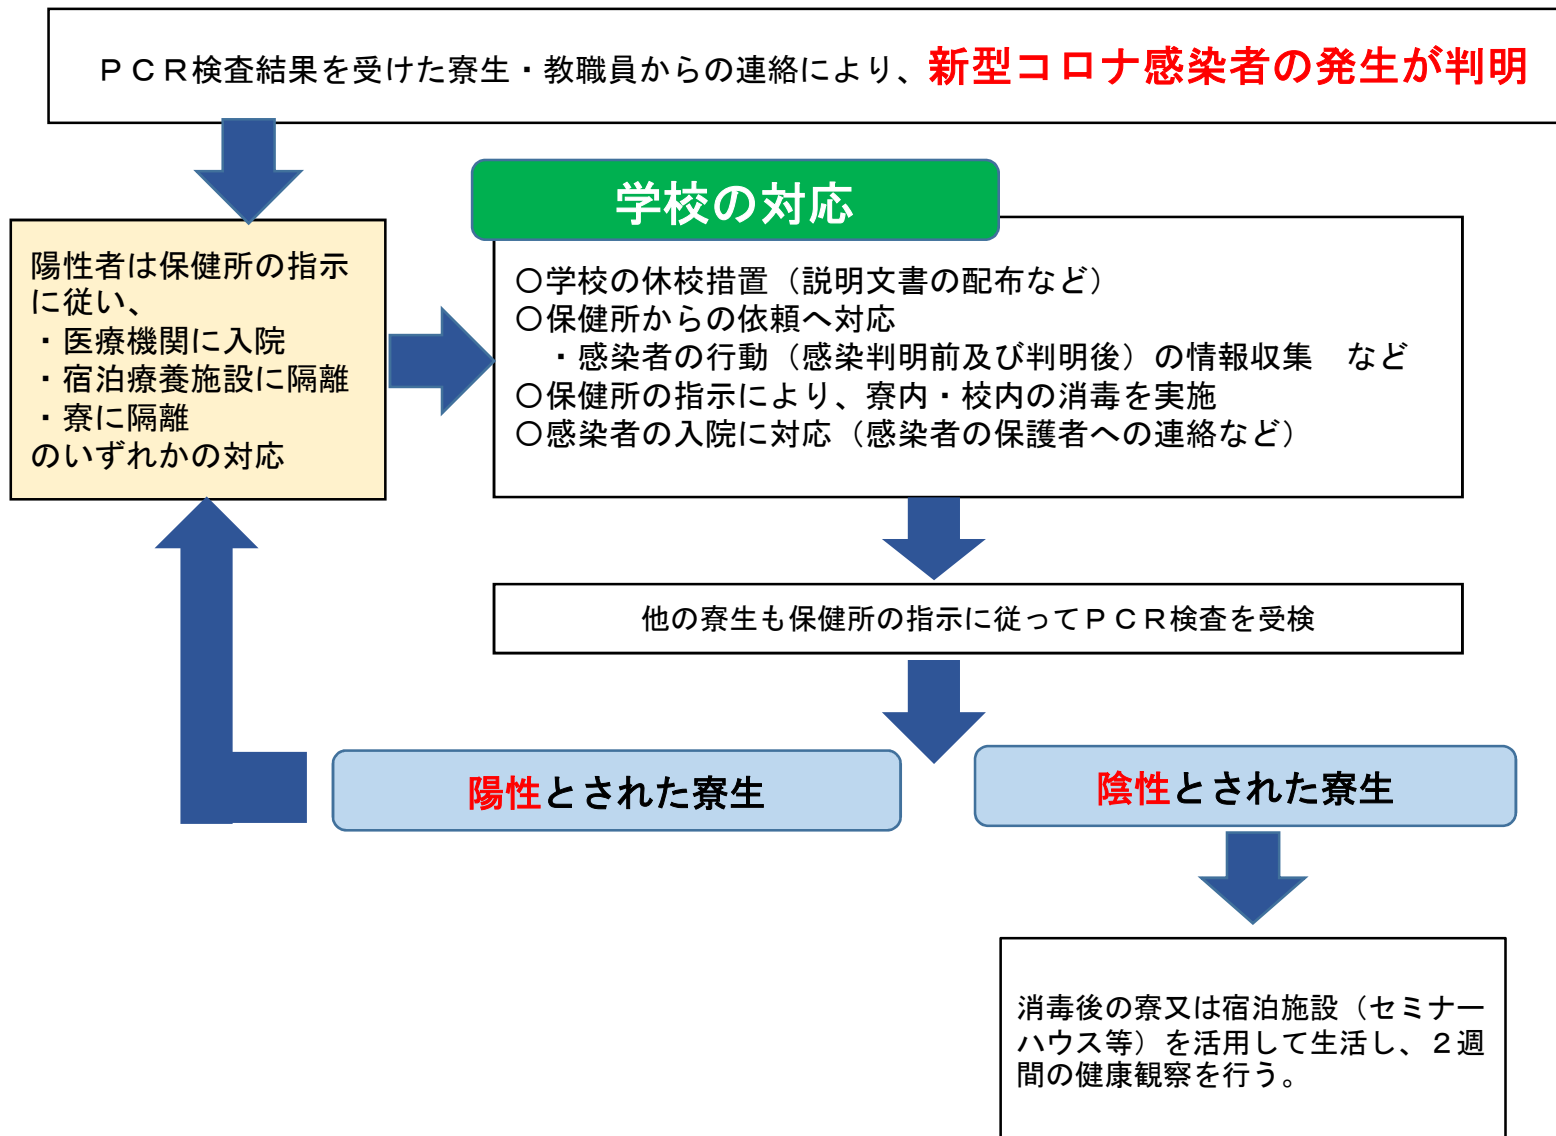 ＰＣＲ検査結果を受けた寮生・教職員からの連絡により、新型コロナ感染者の発生が判明
学校の対応
陽性者は保健所の指示
に従い、
・医療機関に入院
・宿泊療養施設に隔離
・寮に隔離
のいずれかの対応
○学校の休校措置（説明文書の配布など）
○保健所からの依頼へ対応
・感染者の行動（感染判明前及び判明後）の情報収集　など
○保健所の指示により、寮内・校内の消毒を実施
○感染者の入院に対応（感染者の保護者への連絡など）
他の寮生も保健所の指示に従ってＰＣＲ検査を受検
陽性とされた寮生
陰性とされた寮生
消毒後の寮又は宿泊施設（セミナー
ハウス等）を活用して生活し、２週
間の健康観察を行う。